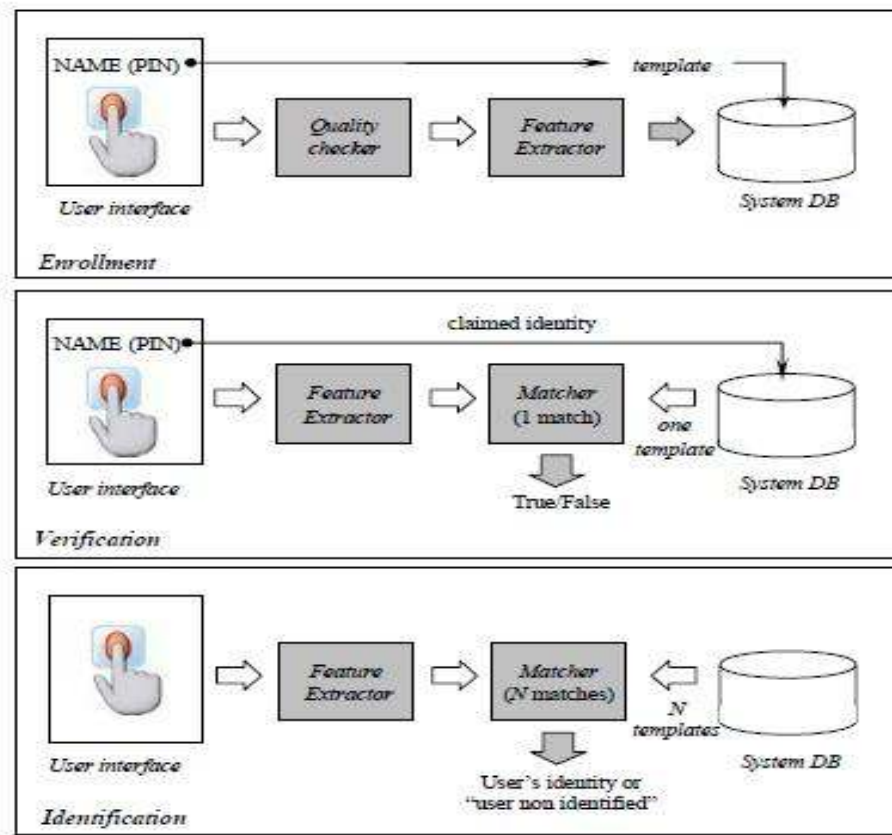 NAME (PIN)
template
Quality
checker
Feature
Extractor
User interface
System DB
Enrollment
claimed identity
NAME (PIN)
Feature
Extractor
Matcher
(1 match)
one
template
User interface
True/False
System DB
Verification
Feature
Extractor
Matcher
(N matches)
N
templates
User interface
System DB
User's identity or
"user non identified"
Identification